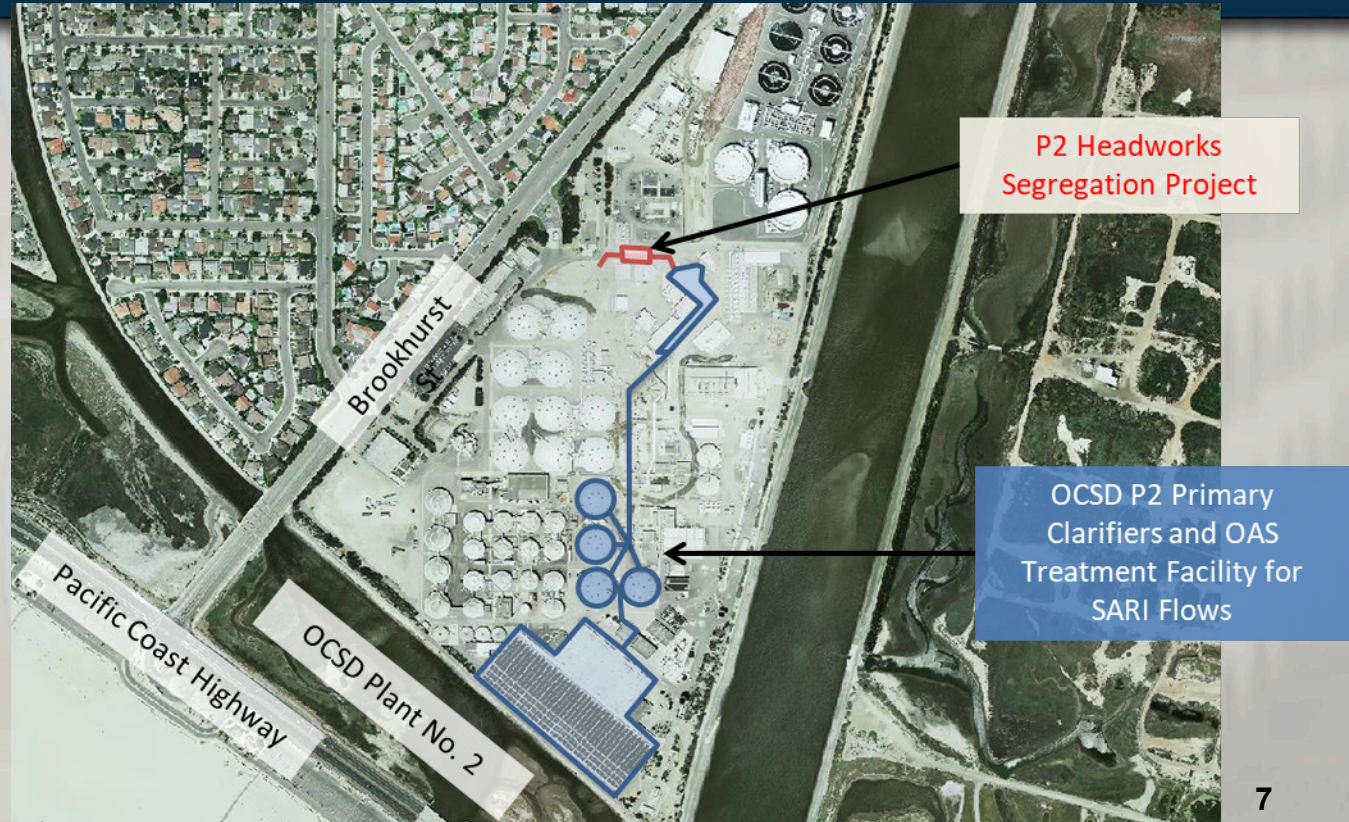 P2 Headworks
Segregation Project
Brookhurst
St
OCSD P2 Primary
Clarifiers and OAS
Treatment Facility for
SARI Flows
Pacific Coast Highway
OCSD Plant No. 2
7